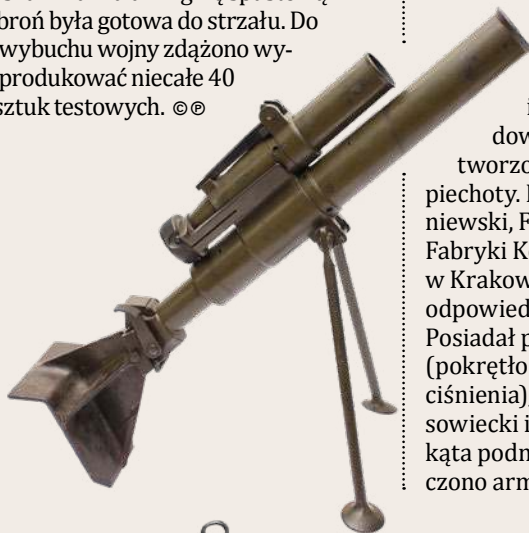 broń była gotowa do strzału. Do
wybuchu wojny zdążono wy-
produkować niecałe 40
sztuk testowych. ©℗
i
dow
tworzo
piechoty.
niewski, F
Fabryki K
w Krakow
odpowied
Posiadał p
(pokrętło
ciśnienia)
sowiecki i
kąta podn
czono arm